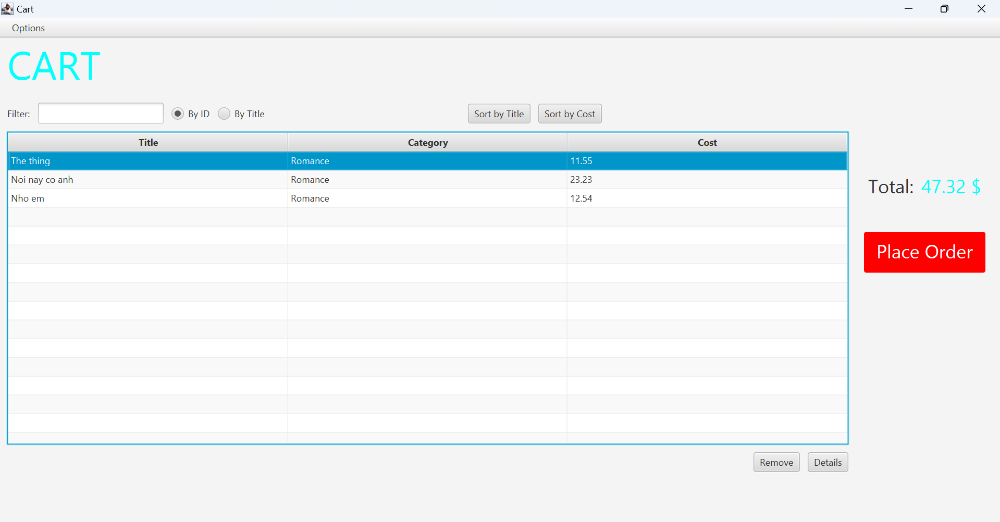 Cart
Options
CART
Filter: By ID By Title Sort by Title Sort by Cost
Title Category Cost
The thing Romance 11.55
Noi nay co anh Romance 23.23
Nho em Romance 12.54
Total: 47.32 $
Place Order
Remove Details